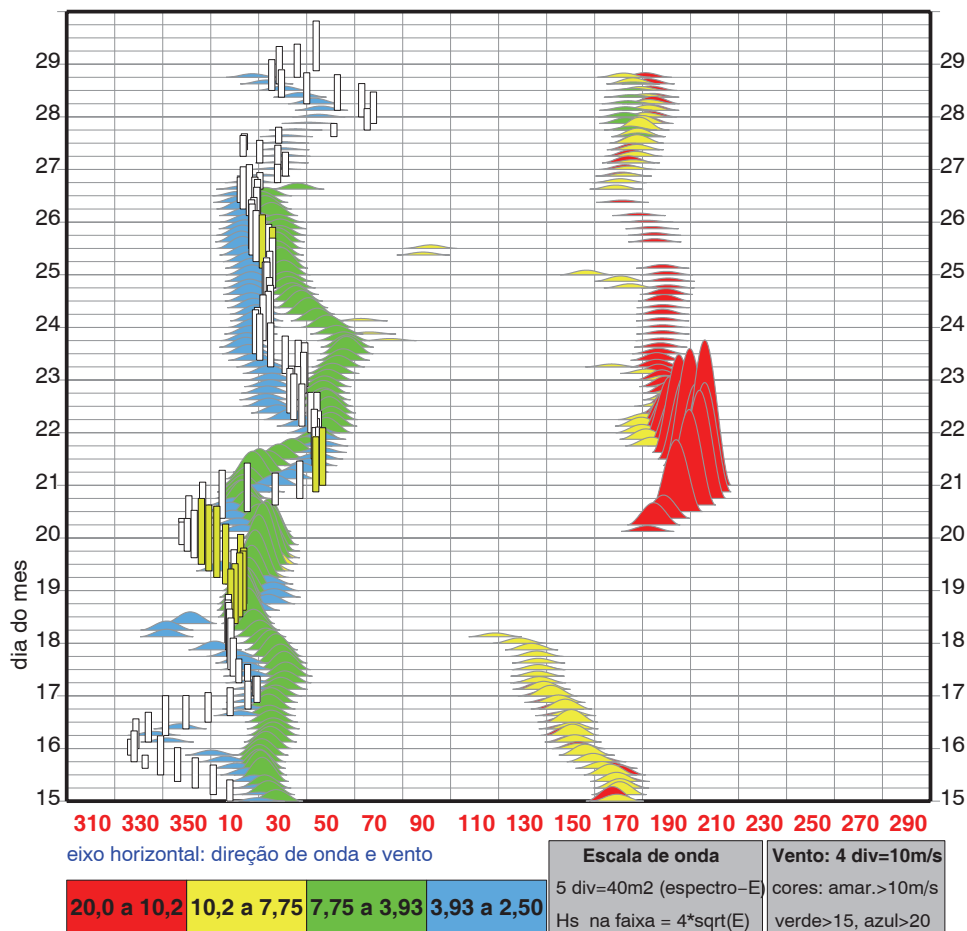 29 29
28 28
27 27
26 26
25 25
24 24
23 23
22 22
21 21
20 20
19 19
18 18
17 17
16 16
15 15
dia do mes
310 330 350 10 30 50 70 90 110 130 150 170 190 210 230 250 270 290
eixo horizontal: direção de onda e vento
Escala de onda
5 div=40m2 (espectro-E)
Hs na faixa = 4*sqrt(E)
Vento: 4 div=10m/s
cores: amar.>10m/s
verde>15, azul>20
20,0 a 10,2 10,2 a 7,75 7,75 a 3,93 3,93 a 2,50